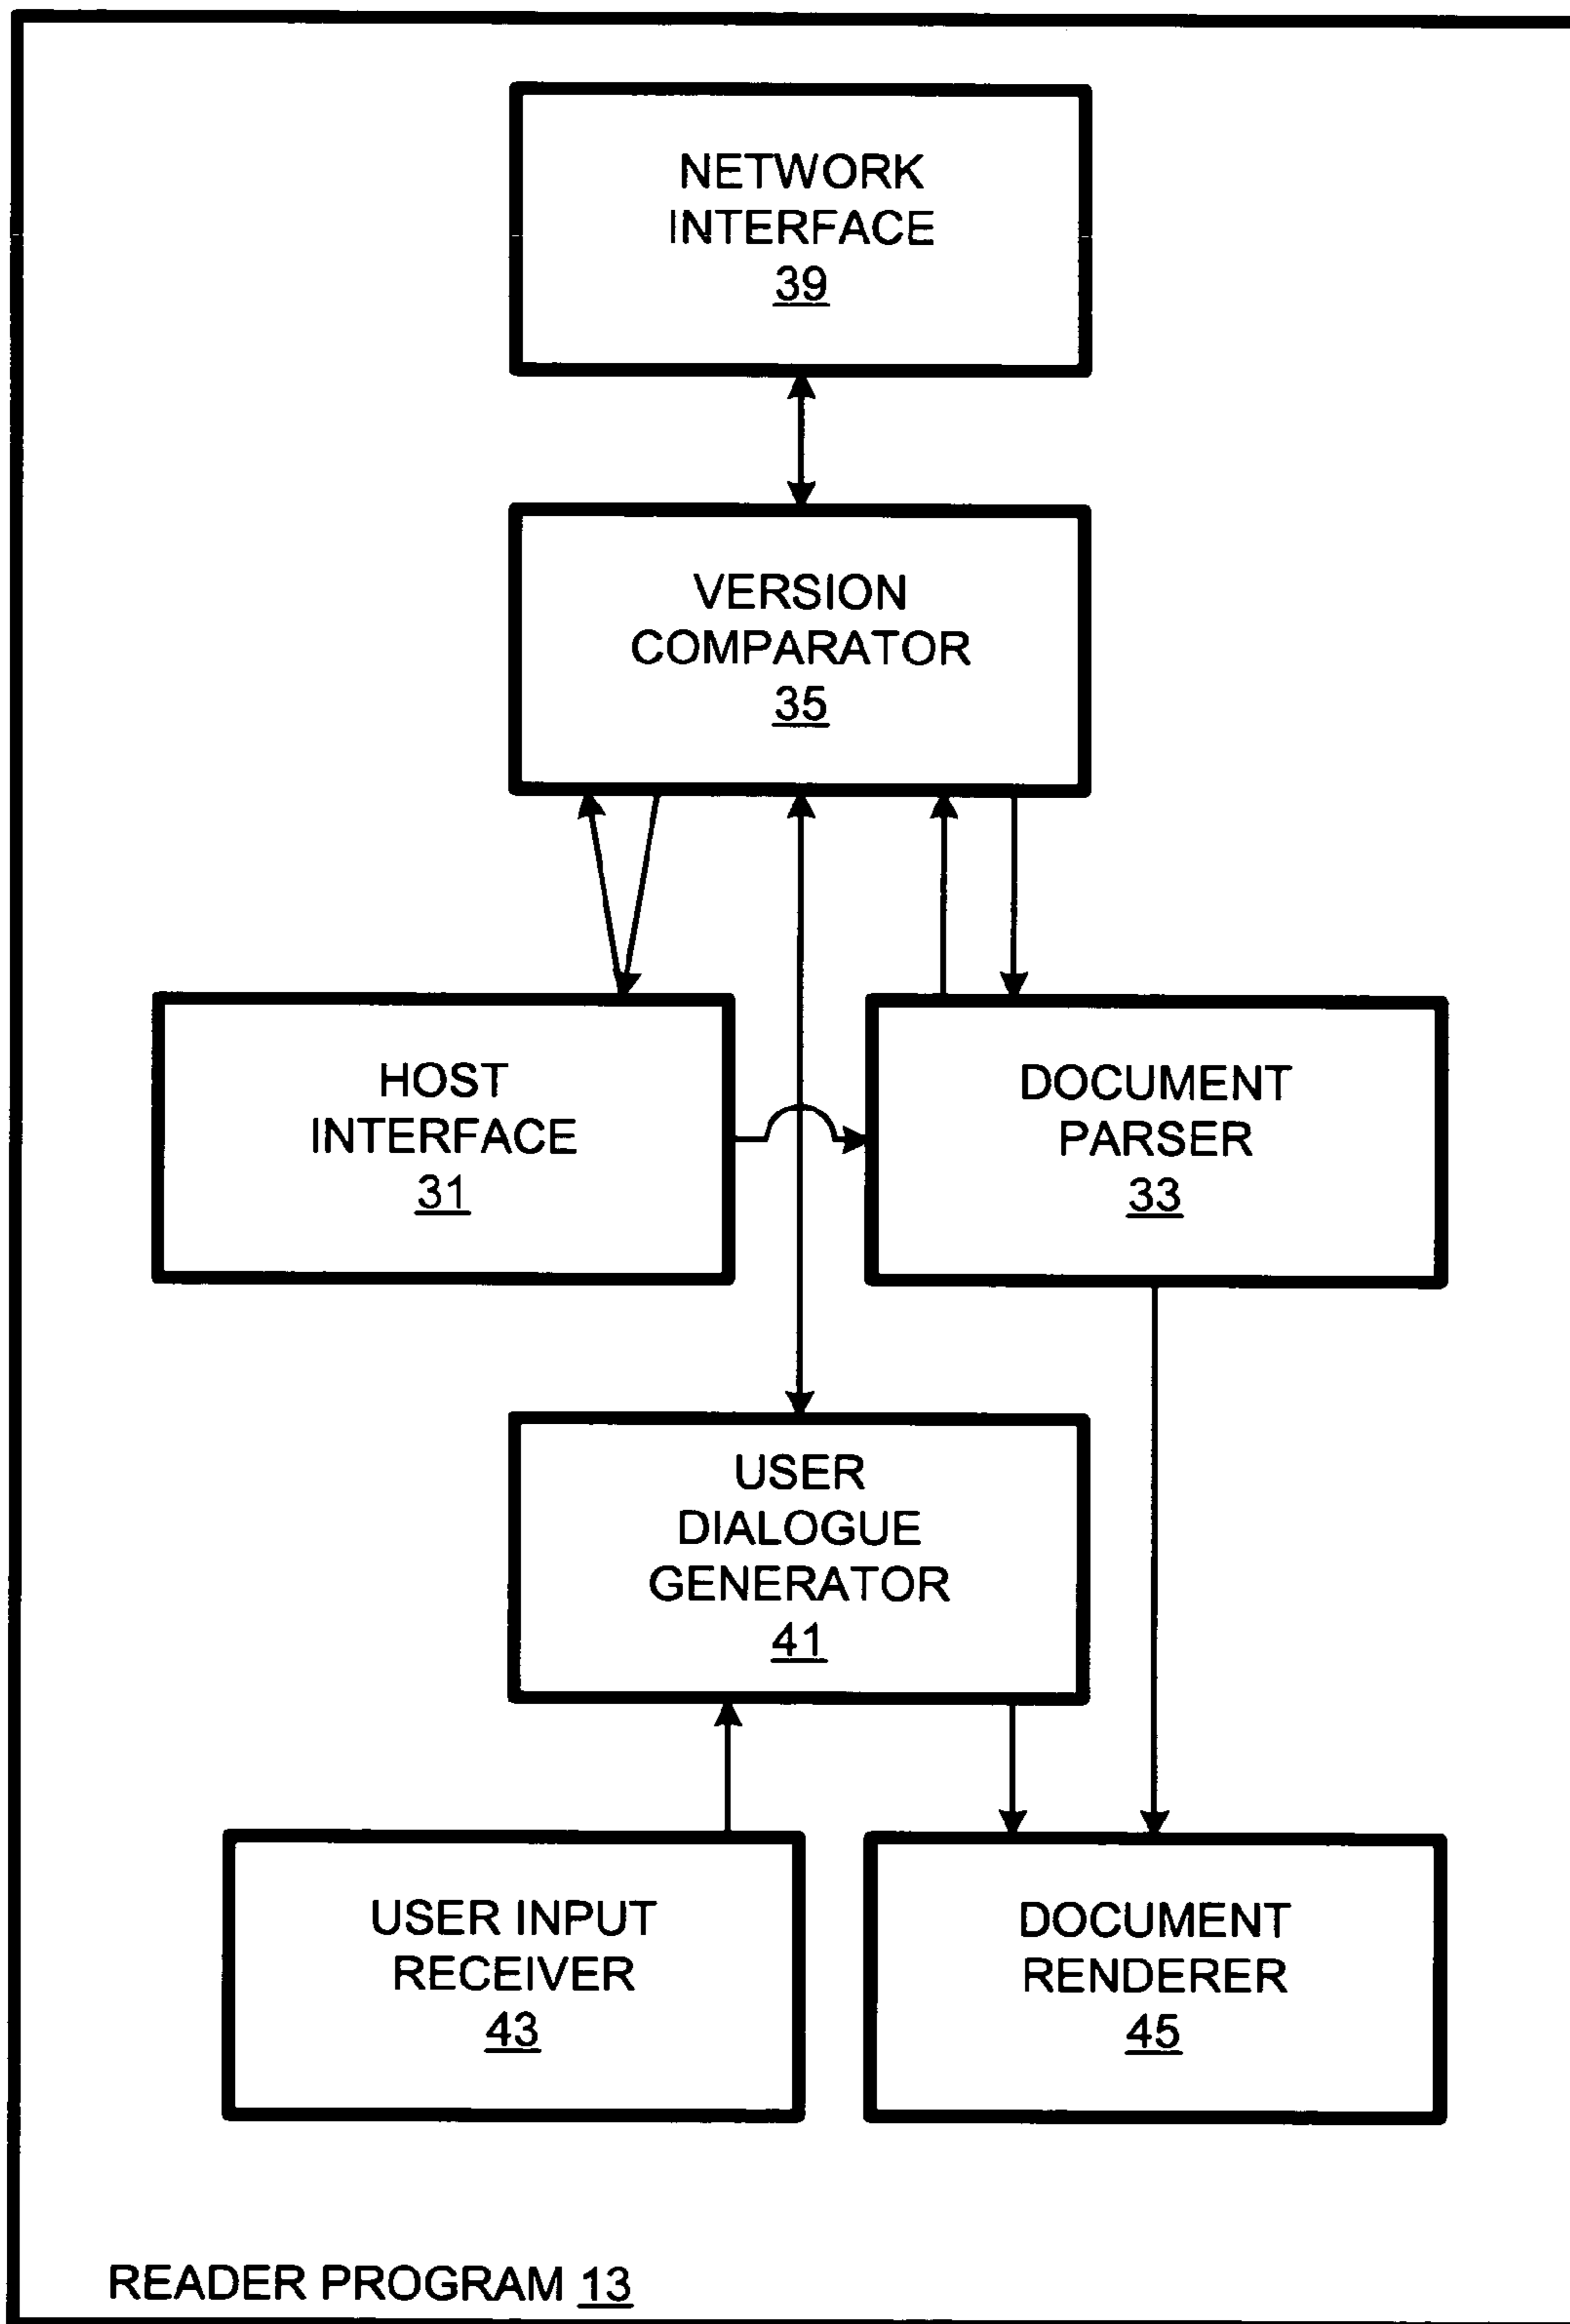 NETWORK
INTERFACE
39
VERSION
COMPARATOR
35
HOST
INTERFACE
31
DOCUMENT
PARSER
33
USER
DIALOGUE
GENERATOR
41
USER INPUT
RECEIVER
43
DOCUMENT
RENDERER
45
READER PROGRAM 13